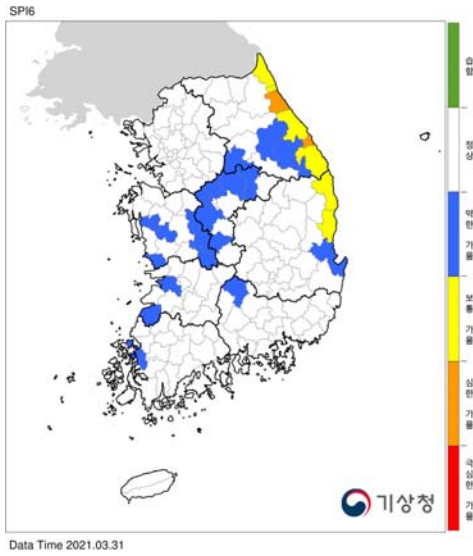 SPI6
습함
정상
약한 가뭄
보통 가뭄
심한 가뭄
극심한 가뭄
기상청
Data Time 2021.03.31